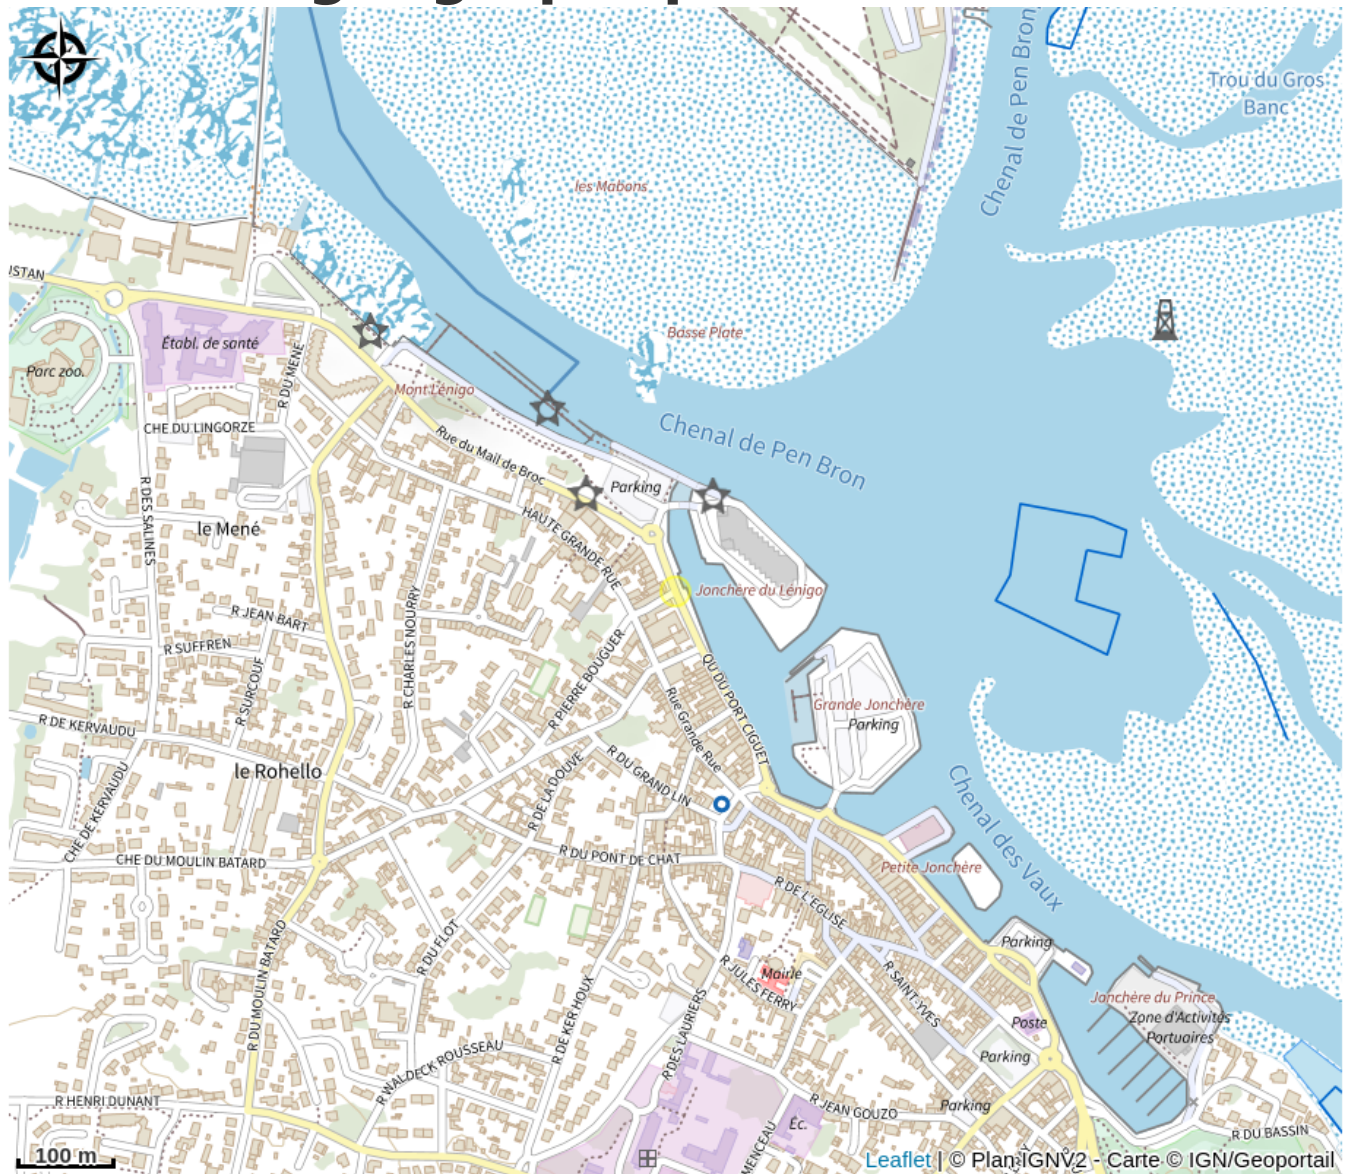 Chenal de Pen Bron
Trou du Gros
Banc
les Mabons
ISTAN
Établ. de santé
Parc zoo.
R DU MENE
Basse Plate
Mont Lénigo
CHE DU LINGORZE
Rue du Mail de Broc
Chenal de Pen Bron
Parking
R DES SALINES
le Mené
HAUTE GRANDE RUE
Jonchère du Lénigo
R JEAN BART
R SUFFREN
R SURCOUF
R CHARLES NOURRY
R PIERRE BOUGUER
QU DU PORT CIGUET
Rue Grande Rue
Grande Jonchère
Parking
R DE KERVAUDU
CHE DE KERVAUDU
le Rohello
R DU GRAND LIN
R DE LA DOUVE
Chenal des Vaux
CHE DU MOULIN BATARD
R DU PONT DE CHAT
Petite Jonchère
R DE L'EGLISE
R DU FLOT
R DU MOULIN BATARD
Parking
Mairie
R JULES FERRY
R SAINT-YVES
R DE KER HOUX
R DES LAURIERS
Jonchère du Prince
Zone d'Activités
Portuaires
Poste
Parking
R WALDECK ROUSSEAU
R HENRI DUNANT
R JEAN GOUZO
Parking
Éc.
MENCEAU
R DU BASSIN
100 m
Leaflet | © Plan IGNV2 - Carte © IGN/Geoportail